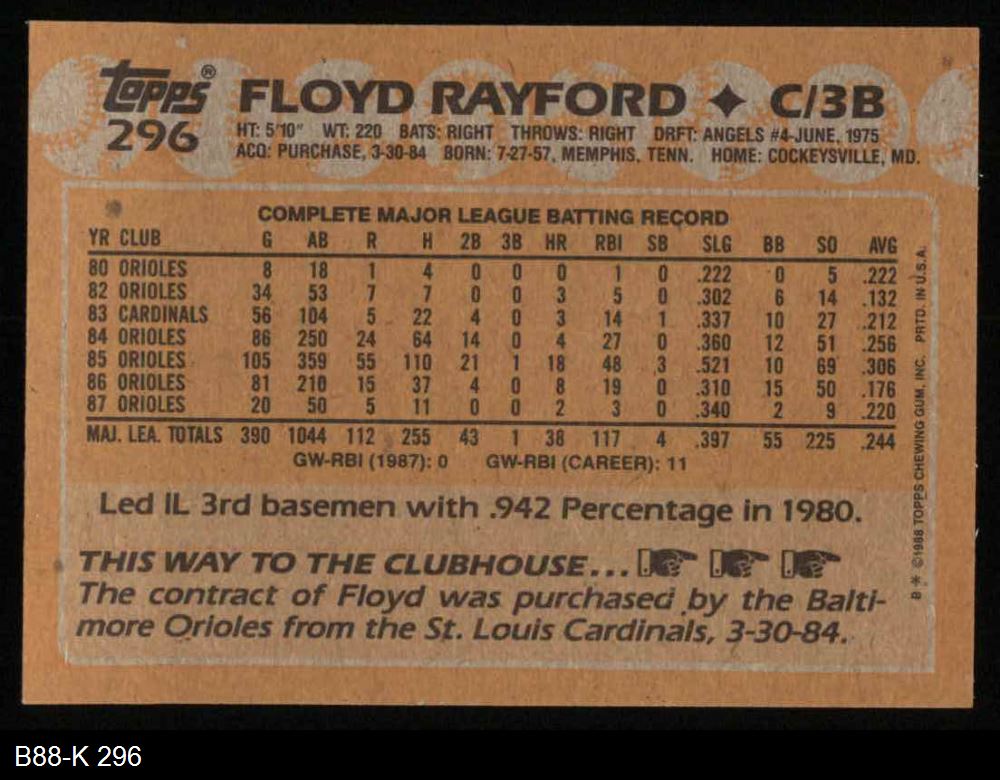 topps® FLOYD RAYFORD ✦ C/3B
296 HT: 5'10" WT: 220 BATS: RIGHT THROWS: RIGHT DRFT: ANGELS #4-JUNE, 1975
ACQ: PURCHASE, 3-30-84 BORN: 7-27-57, MEMPHIS, TENN. HOME: COCKEYSVILLE, MD.
COMPLETE MAJOR LEAGUE BATTING RECORD
YR CLUB G AB R H 2B 3B HR RBI SB SLG BB SO AVG
80 ORIOLES 8 18 1 4 0 0 0 1 0 .222 0 5 .222
82 ORIOLES 34 53 7 7 0 0 3 5 0 .302 6 14 .132
83 CARDINALS 56 104 5 22 4 0 3 14 1 .337 10 27 .212
84 ORIOLES 86 250 24 64 14 0 4 27 0 .360 12 51 .256
85 ORIOLES 105 359 55 110 21 1 18 48 3 .521 10 69 .306
86 ORIOLES 81 210 15 37 4 0 8 19 0 .310 15 50 .176
87 ORIOLES 20 50 5 11 0 0 2 3 0 .340 2 9 .220
MAJ. LEA. TOTALS 390 1044 112 255 43 1 38 117 4 .397 55 225 .244
GW-RBI (1987): 0 GW-RBI (CAREER): 11
Led IL 3rd basemen with .942 Percentage in 1980.
THIS WAY TO THE CLUBHOUSE...
The contract of Floyd was purchased by the Balti-
more Orioles from the St. Louis Cardinals, 3-30-84.
B * ©1988 TOPPS CHEWING GUM, INC. PRTD. IN U.S.A.
B88-K 296